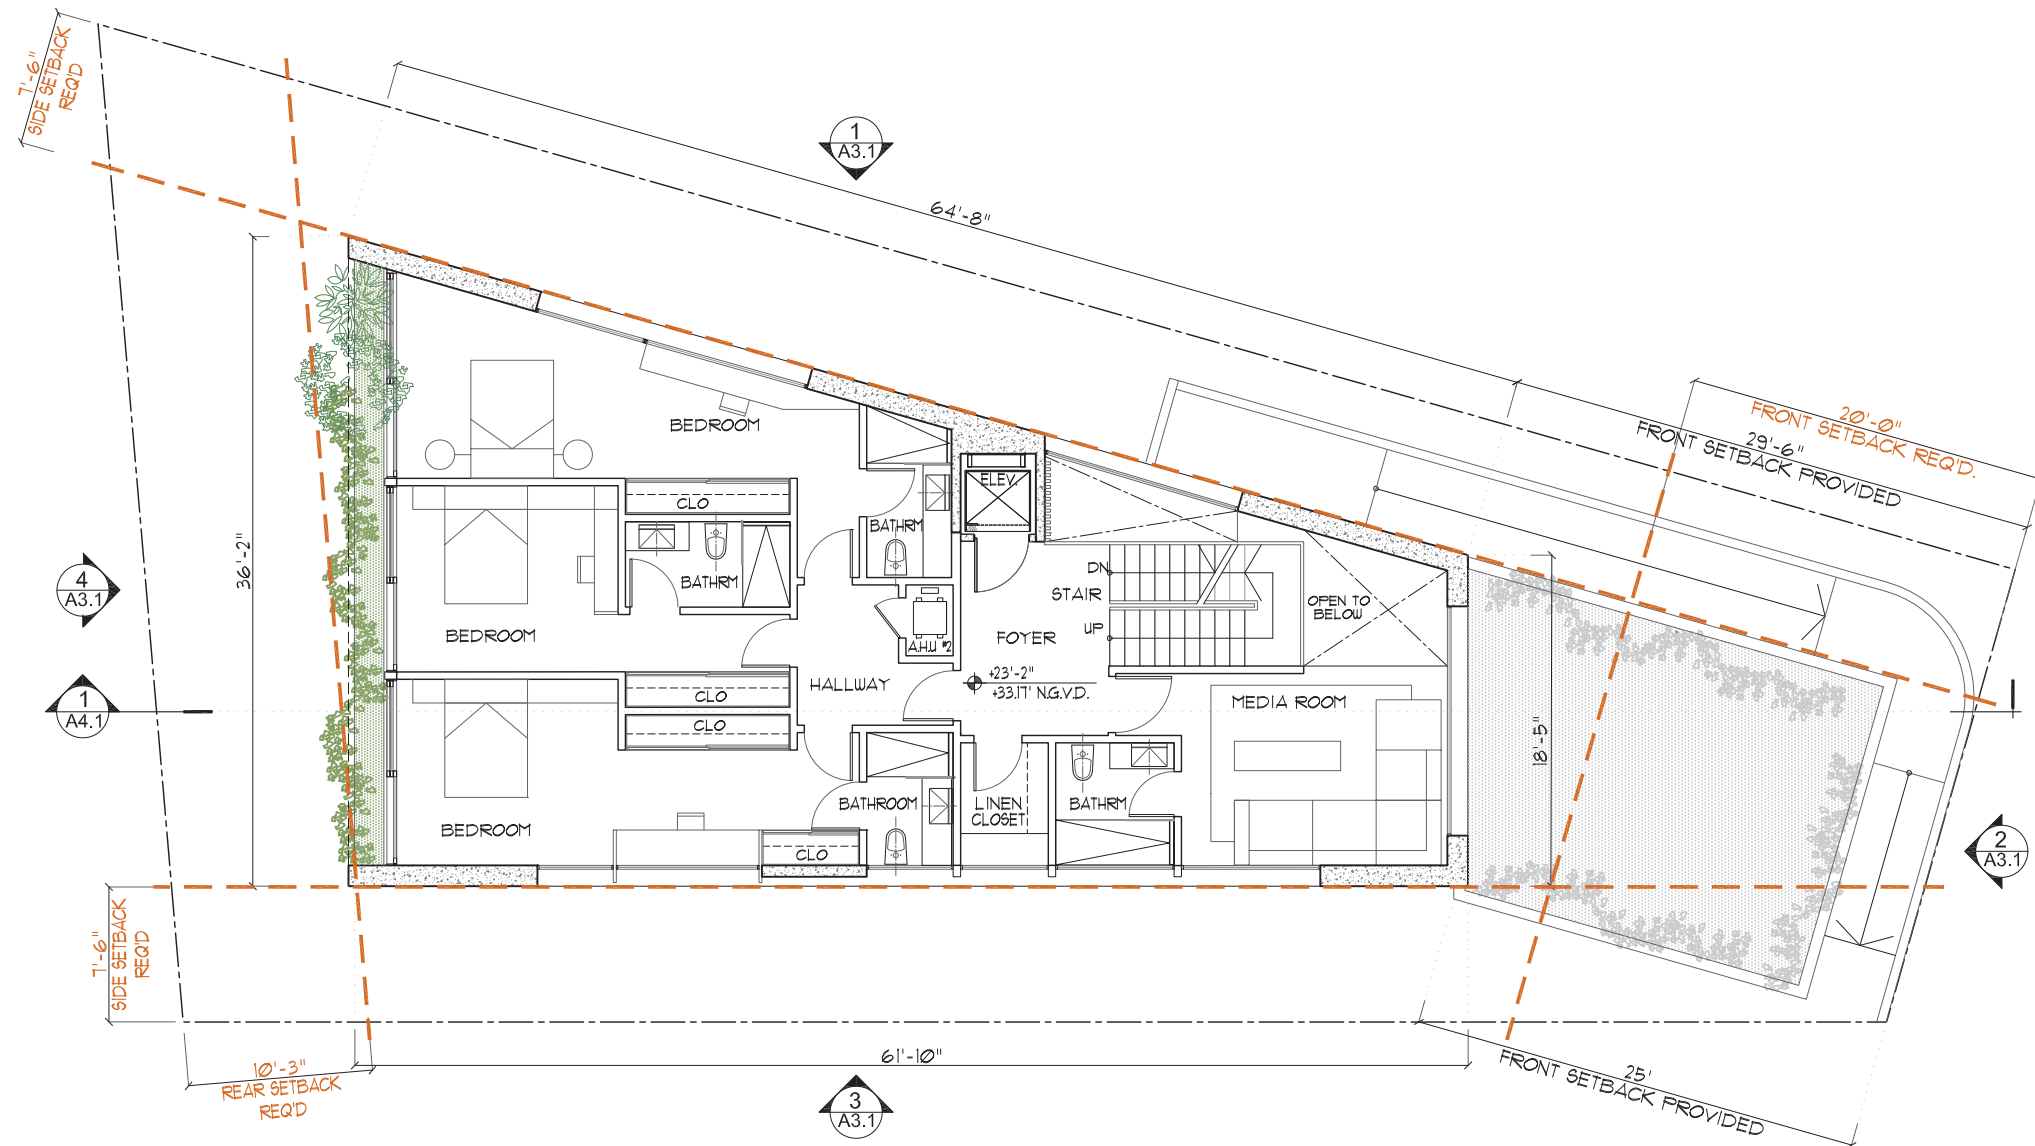 7'-6"
SIDE SETBACK
REQ'D
1
A3.1
64'-8"
20'-0"
FRONT SETBACK REQ'D.
29'-6"
FRONT SETBACK PROVIDED
36'-2"
BEDROOM
CLO
BATHRM
ELEV.
BATHRM
4
A3.1
BEDROOM
A.H.U #2
DN
STAIR
UP
FOYER
OPEN TO
BELOW
+23'-2"
+33.17' N.G.V.D.
HALLWAY
CLO
CLO
1
A4.1
MEDIA ROOM
18'-5"
BEDROOM
BATHROOM
LINEN
CLOSET
BATHRM
CLO
2
A3.1
7'-6"
SIDE SETBACK
REQ'D
10'-3"
REAR SETBACK
REQ'D
61'-10"
3
A3.1
25'
FRONT SETBACK PROVIDED